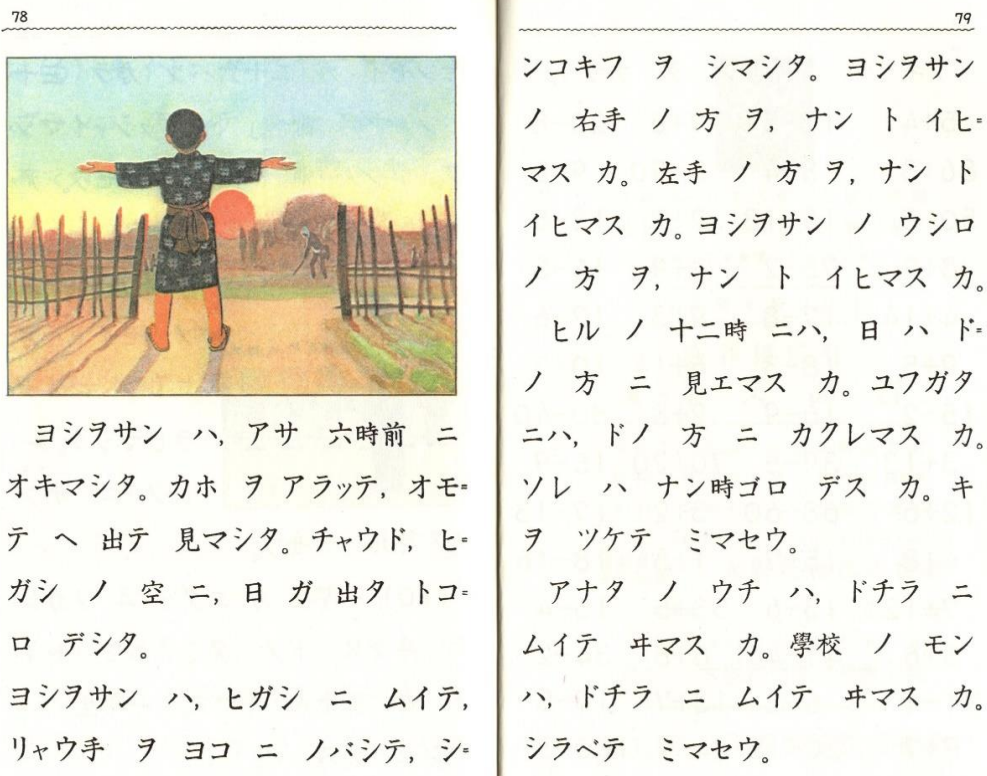 78
ヨシヲサン ハ, アサ 六時前 ニ
オキマシタ。カホ ヲ アラッテ, オモ=
テ ヘ 出テ 見マシタ。チャウド, ヒ=
ガシ ノ 空 ニ, 日 ガ 出タ トコ=
ロ デシタ。
ヨシヲサン ハ, ヒガシ ニ ムイテ,
リャウ手 ヲ ヨコ ニ ノバシテ, シ=
79
ンコキフ ヲ シマシタ。ヨシヲサン
ノ 右手 ノ 方 ヲ, ナン ト イヒ=
マス カ。左手 ノ 方 ヲ, ナン ト
イヒマス カ。ヨシヲサン ノ ウシロ
ノ 方 ヲ, ナン ト イヒマス カ。
ヒル ノ 十二時 ニハ, 日 ハ ド=
ノ 方 ニ 見エマス カ。ユフガタ
ニハ, ドノ 方 ニ カクレマス カ。
ソレ ハ ナン時ゴロ デス カ。キ
ヲ ツケテ ミマセウ。
アナタ ノ ウチ ハ, ドチラ ニ
ムイテ ヰマス カ。學校 ノ モン
ハ, ドチラ ニ ムイテ ヰマス カ。
シラベテ ミマセウ。